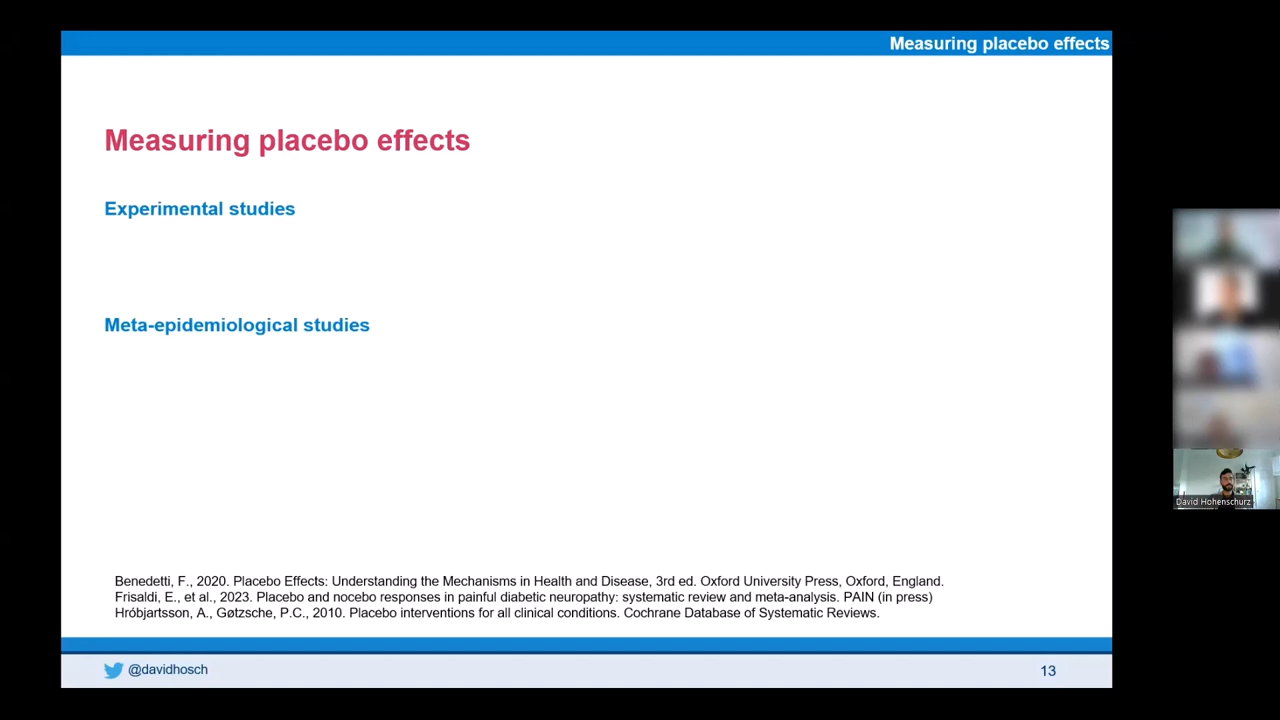 Measuring placebo effects
Measuring placebo effects
Experimental studies
Meta-epidemiological studies
Benedetti, F., 2020. Placebo Effects: Understanding the Mechanisms in Health and Disease, 3rd ed. Oxford University Press, Oxford, England.
Frisaldi, E., et al., 2023. Placebo and nocebo responses in painful diabetic neuropathy: systematic review and meta-analysis. PAIN (in press)
Hróbjartsson, A., Gøtzsche, P.C., 2010. Placebo interventions for all clinical conditions. Cochrane Database of Systematic Reviews.
@davidhosch
13
David Hohenschurz